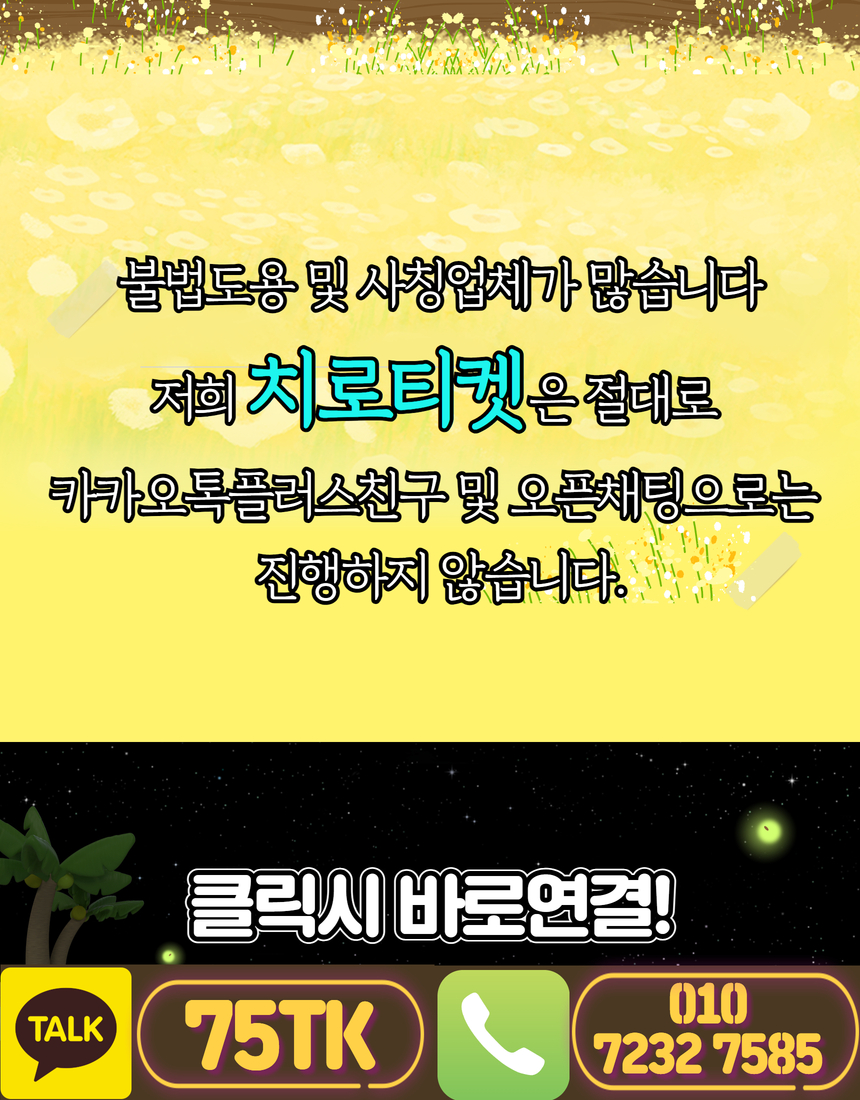 불법도용 및 사칭업체가 많습니다
저희 치로티켓은 절대로
카카오톡플러스친구 및 오픈채팅으로는
진행하지 않습니다.
클릭시 바로연결!
TALK
75TK
010
7232 7585